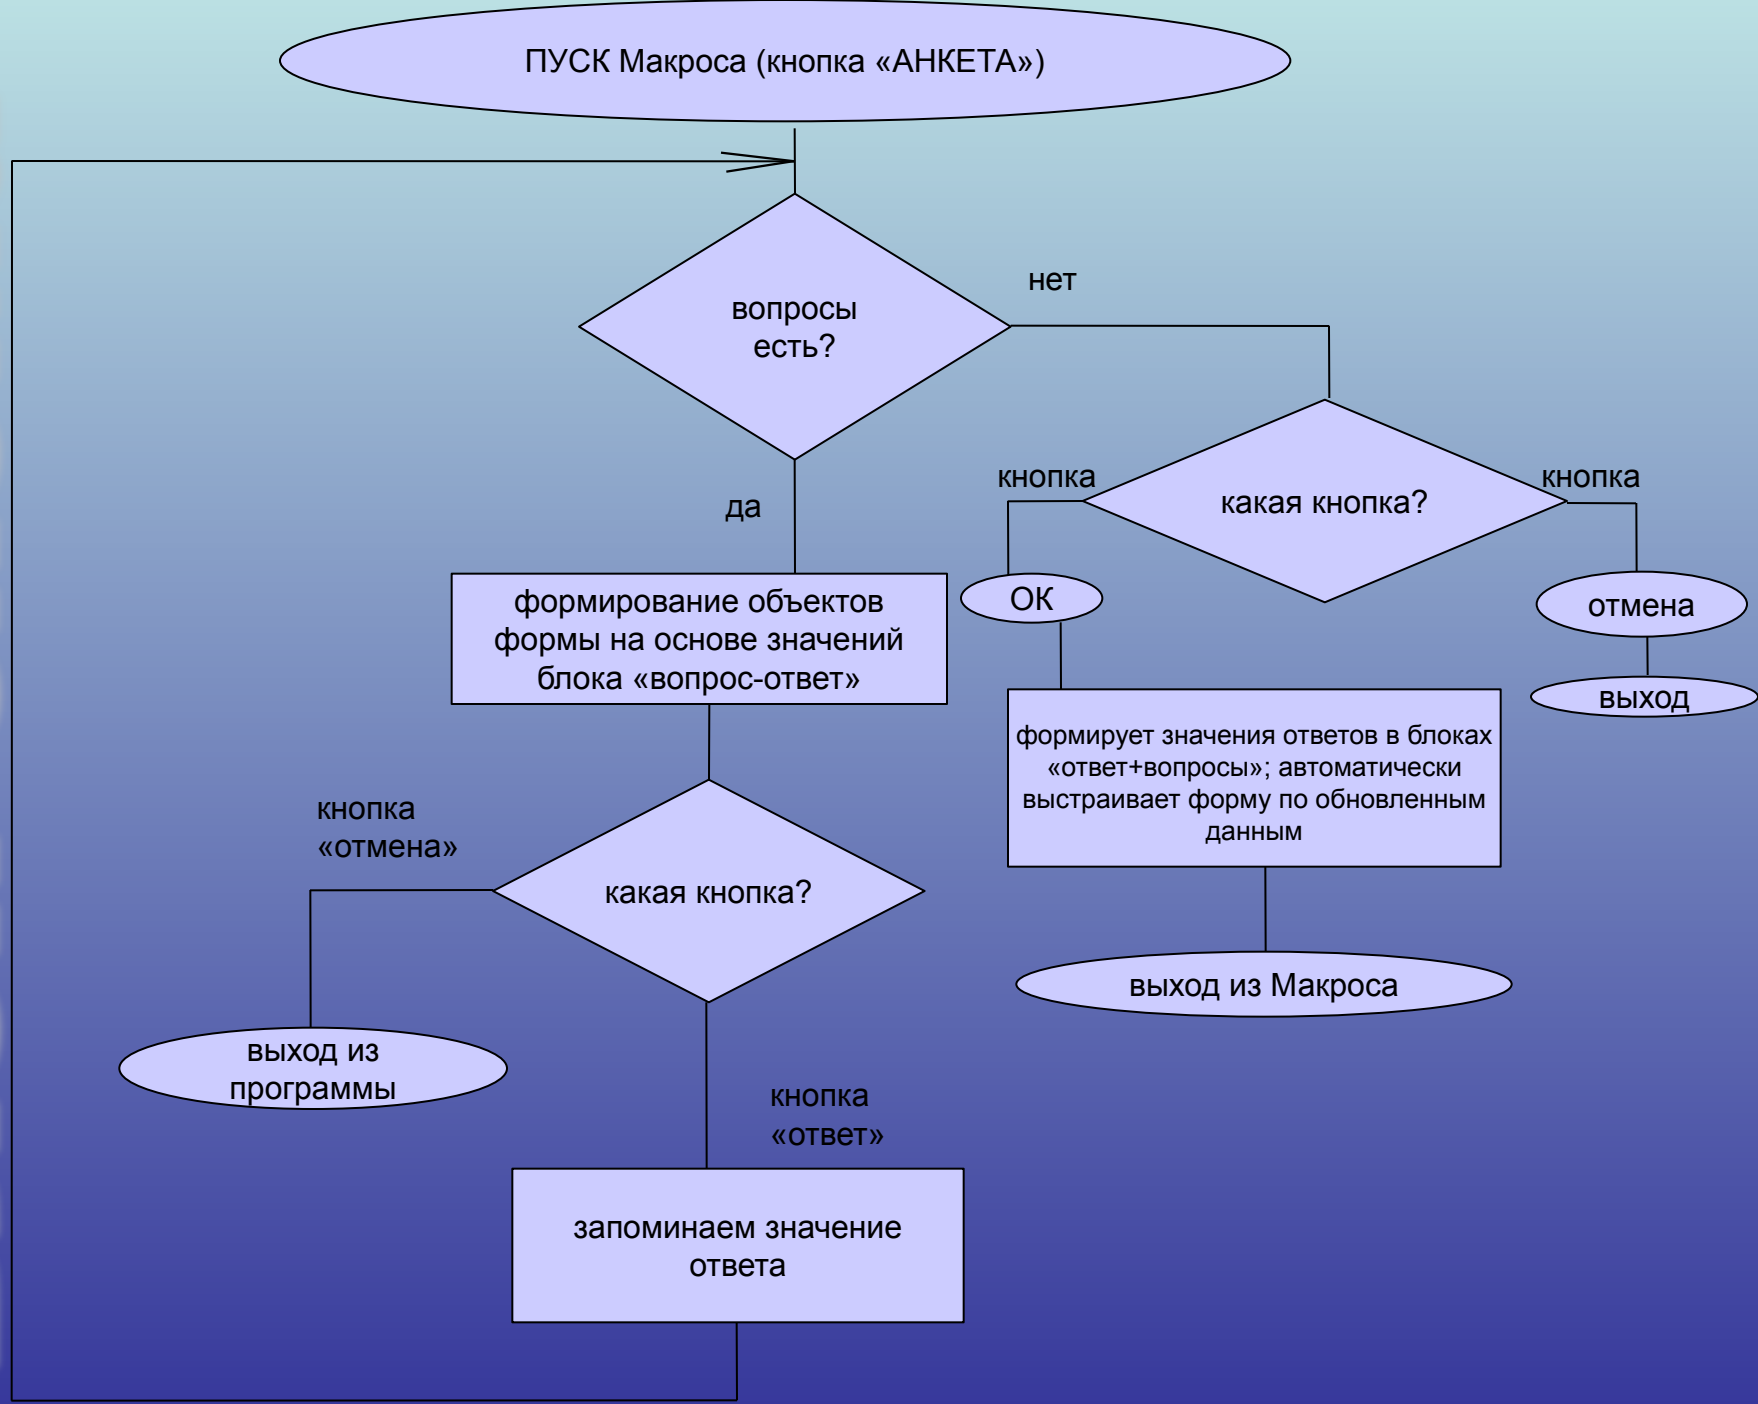 ПУСК Макроса (кнопка «АНКЕТА»)
вопросы
есть?
нет
да
какая кнопка?
кнопка
кнопка
ОК
отмена
выход
формирование объектов
формы на основе значений
блока «вопрос-ответ»
формирует значения ответов в блоках
«ответ+вопросы»; автоматически
выстраивает форму по обновленным
данным
выход из Макроса
кнопка
«отмена»
какая кнопка?
выход из
программы
кнопка
«ответ»
запоминаем значение
ответа